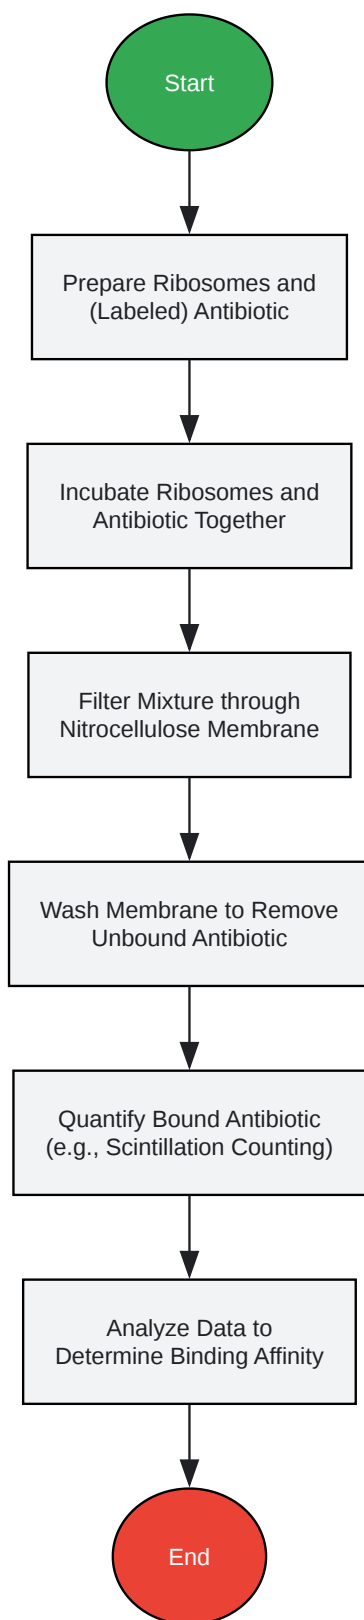 Start
Prepare Ribosomes and
(Labeled) Antibiotic
Incubate Ribosomes and
Antibiotic Together
Filter Mixture through
Nitrocellulose Membrane
Wash Membrane to Remove
Unbound Antibiotic
Quantify Bound Antibiotic
(e.g., Scintillation Counting)
Analyze Data to
Determine Binding Affinity
End